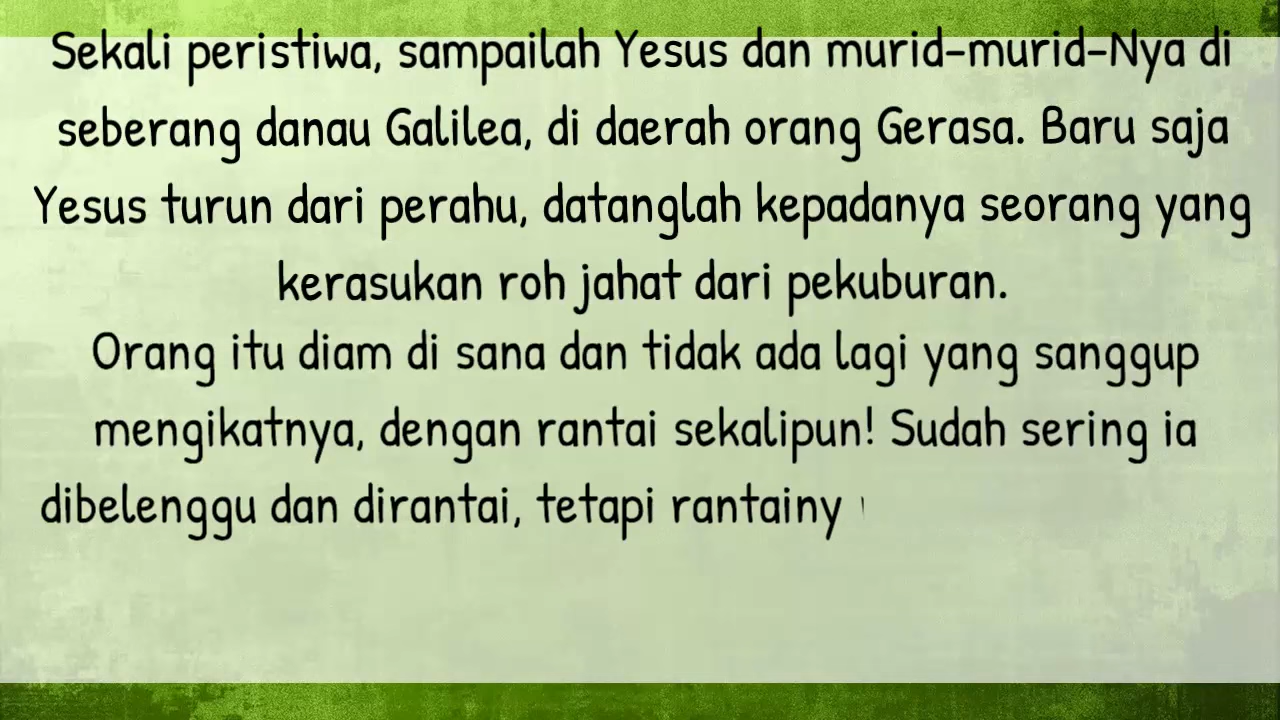 Sekali peristiwa, sampailah Yesus dan murid-murid-Nya di
seberang danau Galilea, di daerah orang Gerasa. Baru saja
Yesus turun dari perahu, datanglah kepadanya seorang yang
kerasukan roh jahat dari pekuburan.
Orang itu diam di sana dan tidak ada lagi yang sanggup
mengikatnya, dengan rantai sekalipun! Sudah sering ia
dibelenggu dan dirantai, tetapi rantainy